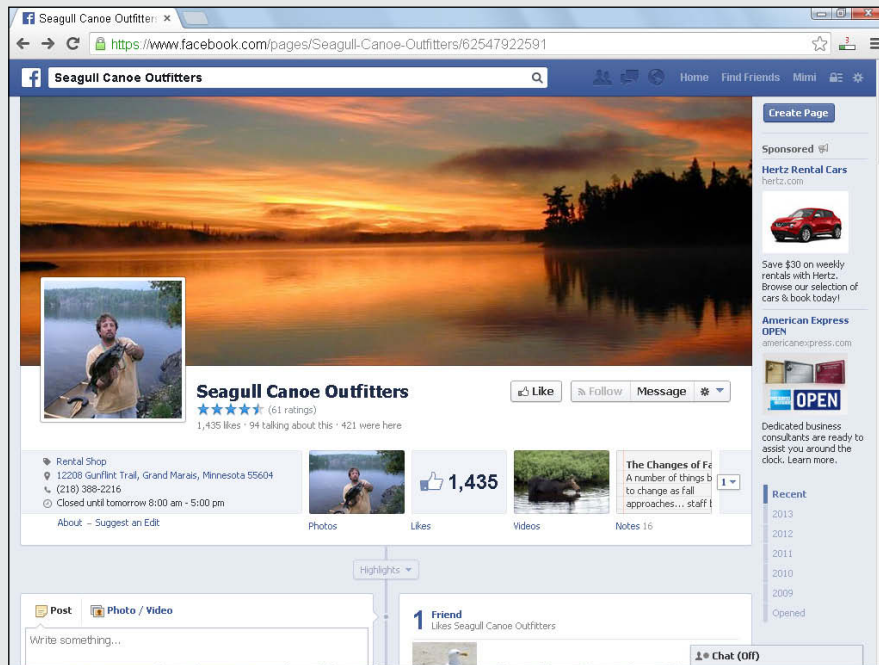 Seagull Canoe Outfitter
https://www.facebook.com/pages/Seagull-Canoe-Outfitters/62547922591
3
f
Seagull Canoe Outfitters
Home Find Friends Mimi
Create Page
Sponsored
Hertz Rental Cars
hertz.com
Save $30 on weekly
rentals with Hertz.
Browse our selection of
cars & book today!
American Express
OPEN
americanexpress.com
OPEN
Dedicated business
consultants are ready to
assist you around the
clock. Learn more.
Seagull Canoe Outfitters
(61 ratings)
1,435 likes · 94 talking about this · 421 were here
Like
Follow
Message
Rental Shop
12208 Gunflint Trail, Grand Marais, Minnesota 55604
(218) 388-2216
Closed until tomorrow 8:00 am - 5:00 pm
About – Suggest an Edit
Photos
1,435
Likes
Videos
The Changes of Fa
A number of things b
to change as fall
approaches... staff b
Notes 16
1
Recent
2013
2012
2011
2010
2009
Opened
Highlights
Post
Photo / Video
Write something...
1 Friend
Likes Seagull Canoe Outfitters
Chat (Off)